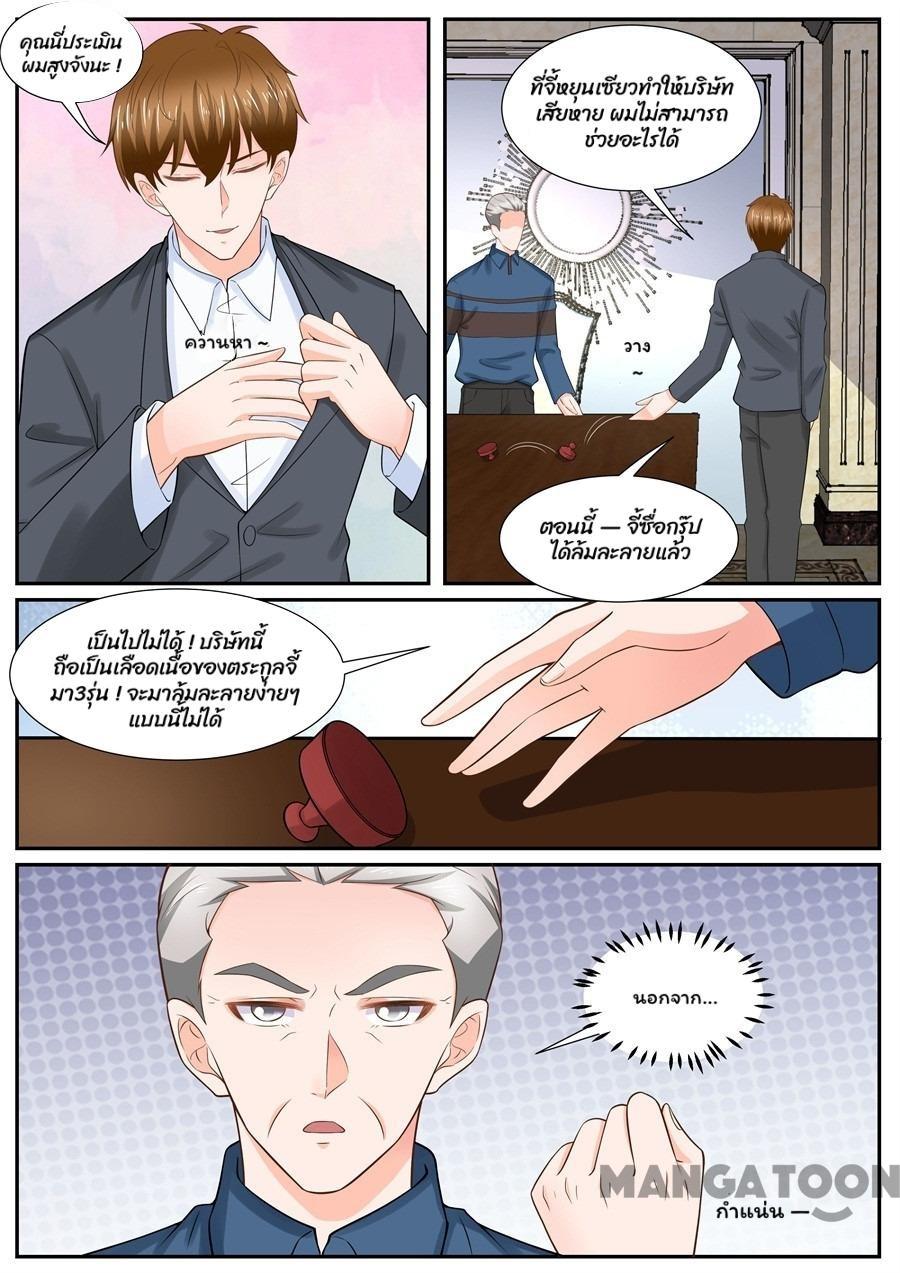 คุณนี่ประเมิน
ผมสูงจังนะ !
คว้านหา ~
ที่จี้หยุนเซียวทำให้บริษัท
เสียหาย ผมไม่สามารถ
ช่วยอะไรได้
วาง
~
ตอนนี้ — จี้ซื่อกรุ๊ป
ได้ล้มละลายแล้ว
เป็นไปไม่ได้ ! บริษัทนี้
ถือเป็นเลือดเนื้อของตระกูลจี้
มา3รุ่น ! จะมาล้มละลายง่ายๆ
แบบนี้ไม่ได้
นอกจาก...
MANGATOON
กำแน่น —